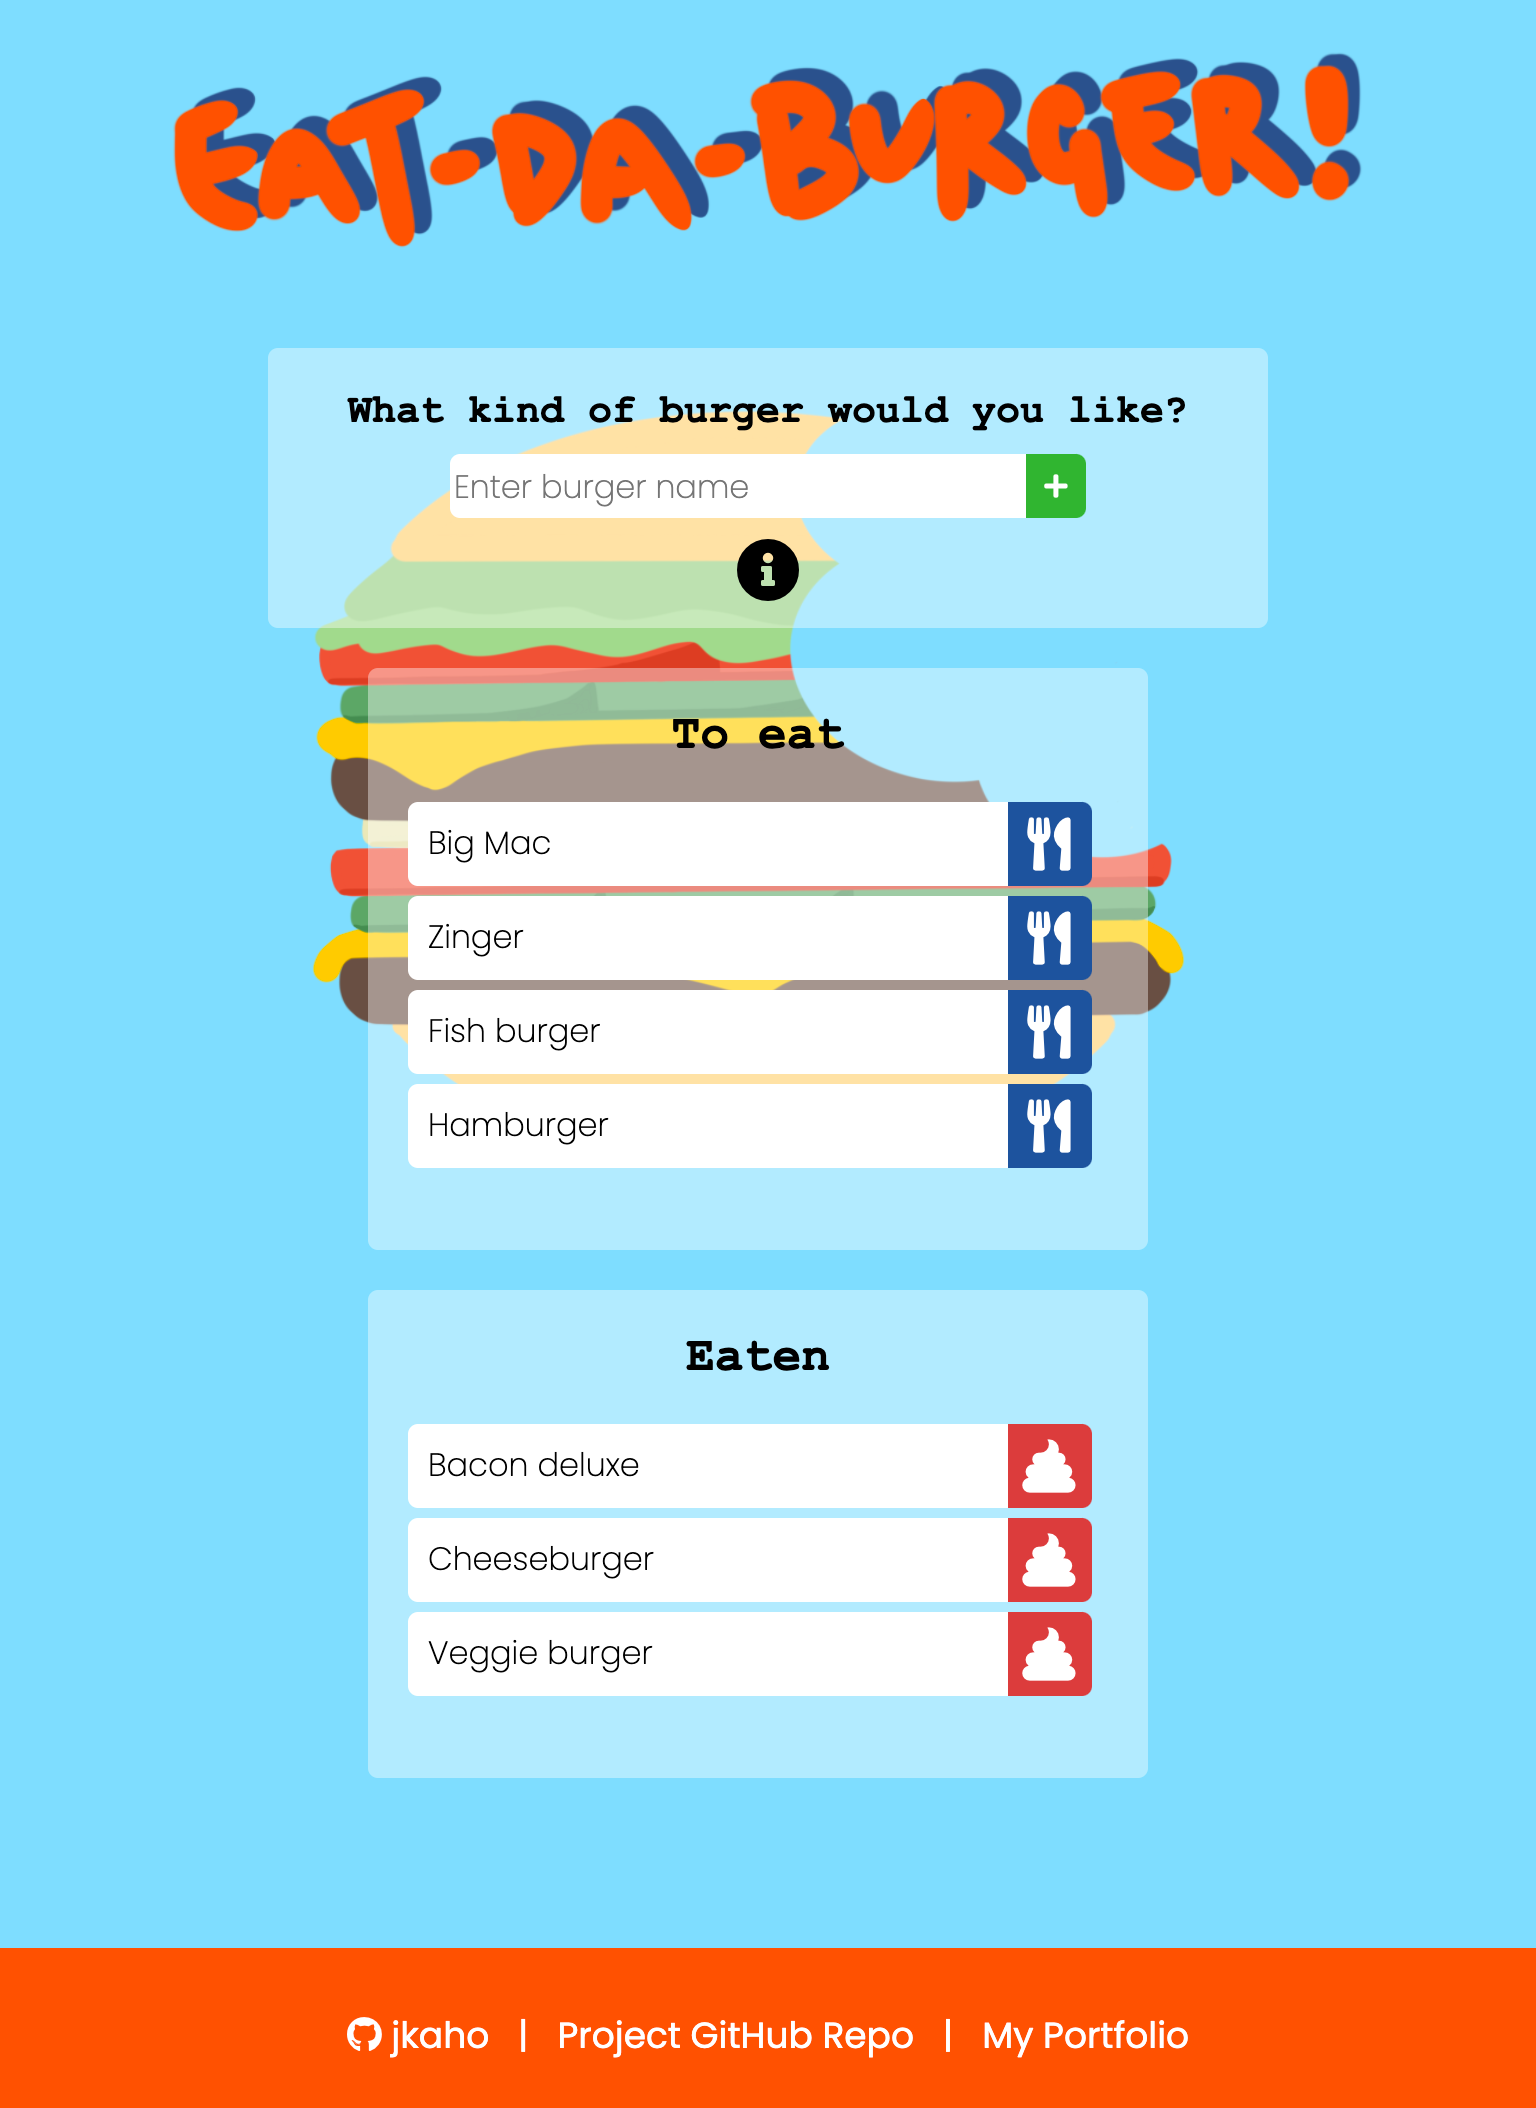 EAT-DA-BURGER!
What kind of burger would you like?
Enter burger name
To eat
Big Mac
Zinger
Fish burger
Hamburger
Eaten
Bacon deluxe
Cheeseburger
Veggie burger
jkaho | Project GitHub Repo | My Portfolio